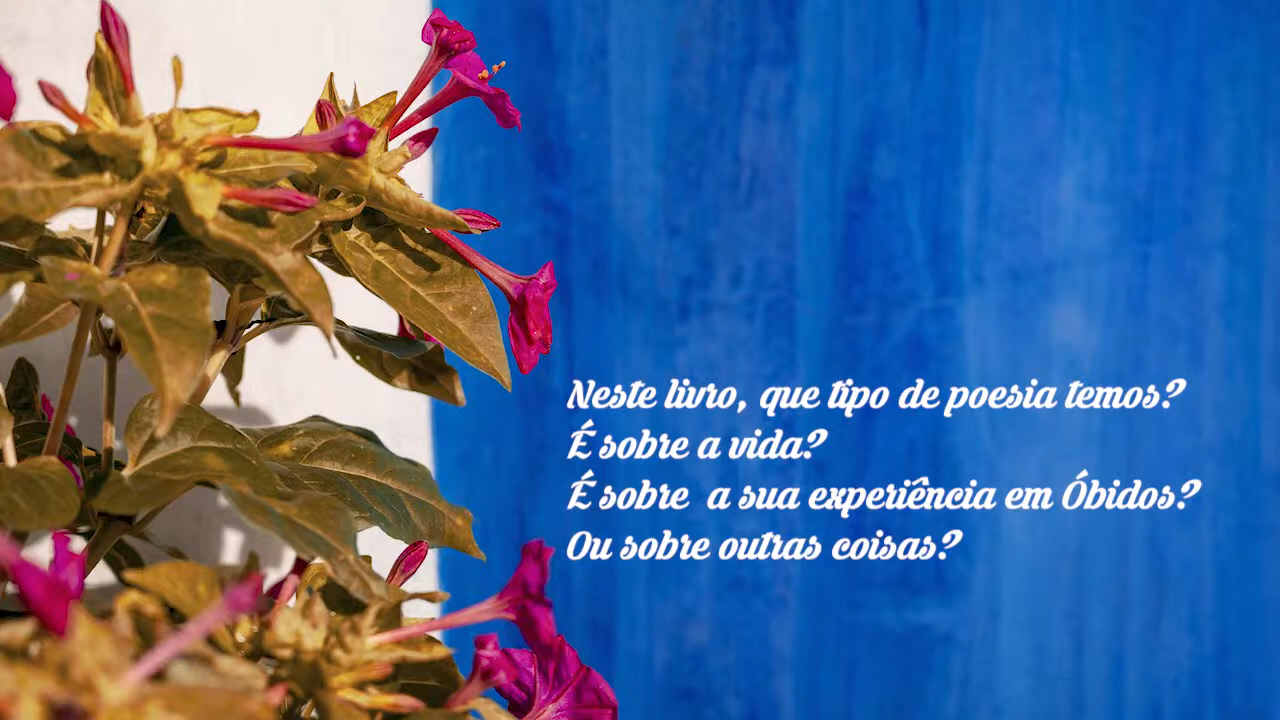 Neste livro, que tipo de poesia temos?
É sobre a vida?
É sobre a sua experiência em Óbidos?
Ou sobre outras coisas?